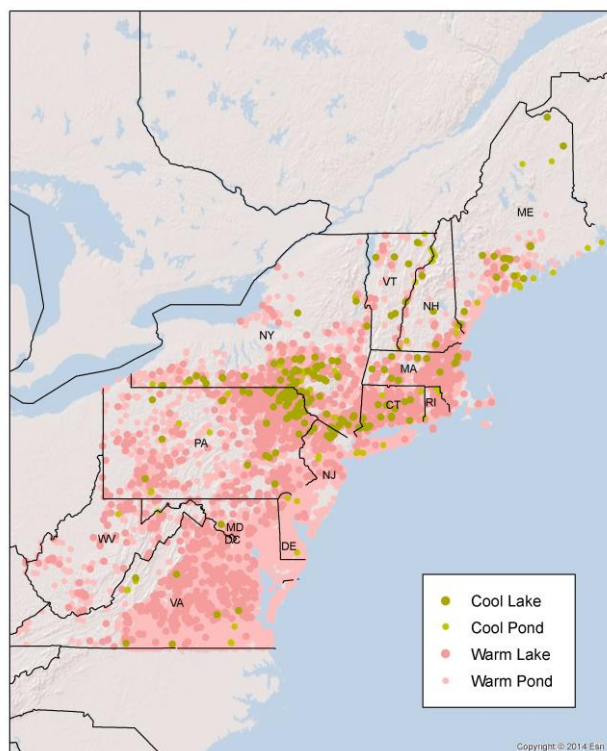 ME
VT
NH
NY
MA
CT
RI
PA
NJ
MD
DC
WV
DE
VA
Cool Lake
Cool Pond
Warm Lake
Warm Pond
Copyright © 2014 Esri